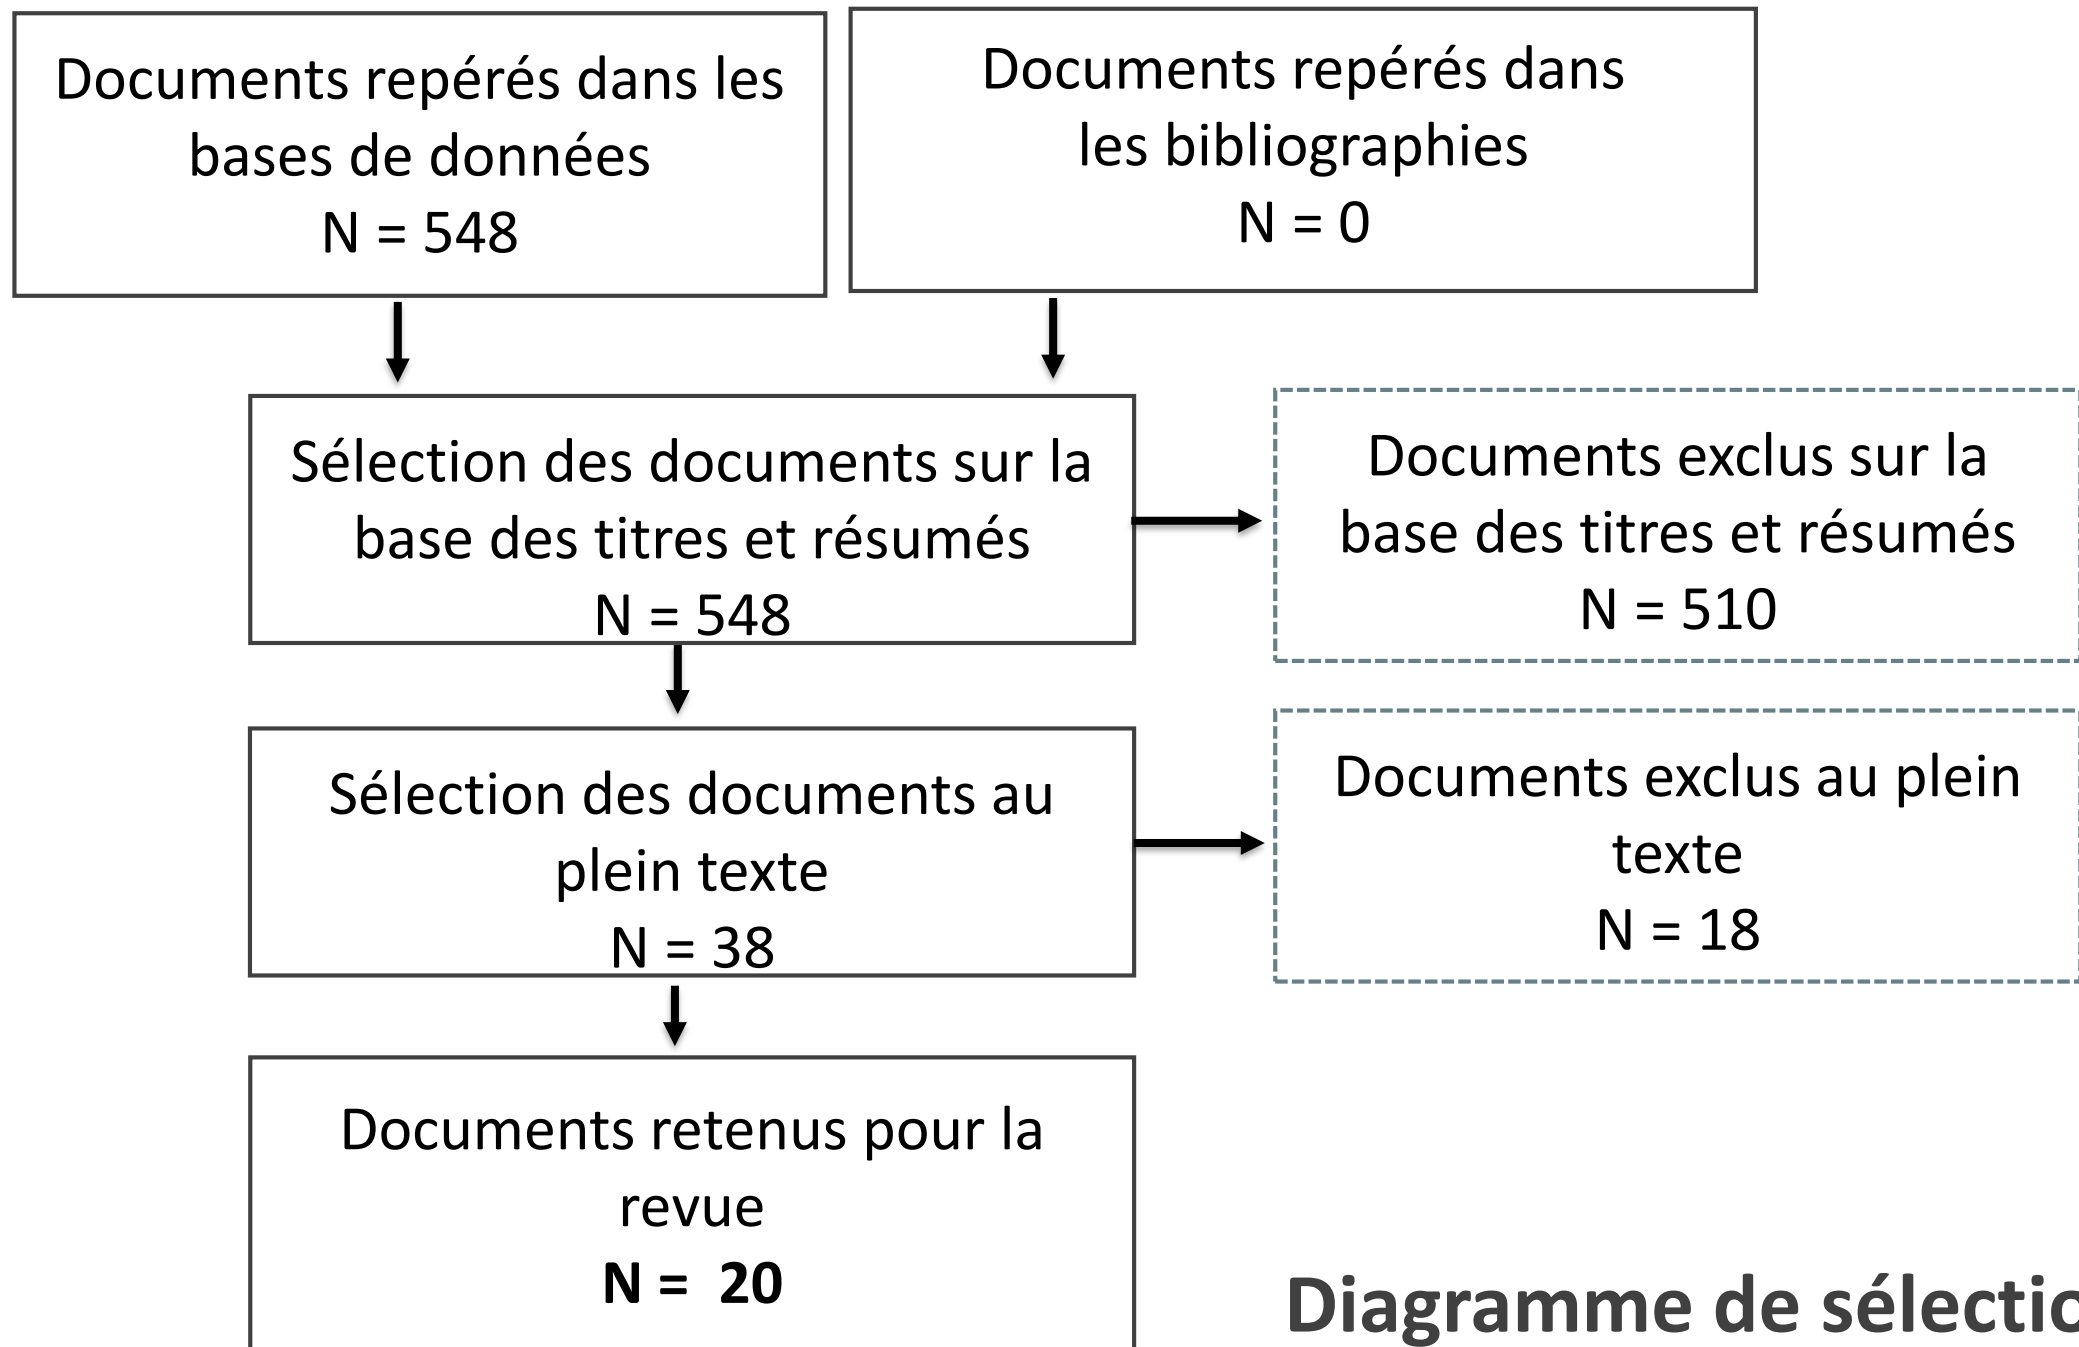 Documents repérés dans les
bases de données
N = 548
Documents repérés dans
les bibliographies
N = 0
Sélection des documents sur la
base des titres et résumés
N = 548
Documents exclus sur la
base des titres et résumés
N = 510
Sélection des documents au
plein texte
N = 38
Documents exclus au plein
texte
N = 18
Documents retenus pour la
revue
N = 20
Diagramme de sélectio